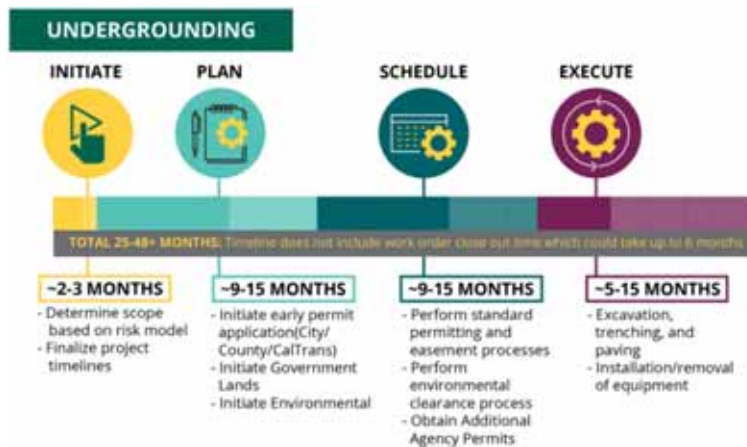 UNDERGROUNDING
INITIATE
PLAN
SCHEDULE
EXECUTE
TOTAL 25-48+ MONTHS: Timeline does not include work order close out time which could take up to 6 months
~2-3 MONTHS
- Determine scope
based on risk model
- Finalize project
timelines
~9-15 MONTHS
- Initiate early permit
application(City/
County/CalTrans)
- Initiate Government
Lands
- Initiate Environmental
~9-15 MONTHS
- Perform standard
permitting and
easement processes
- Perform
environmental
clearance process
- Obtain Additional
Agency Permits
~5-15 MONTHS
- Excavation,
trenching, and
paving
- Installation/removal
of equipment